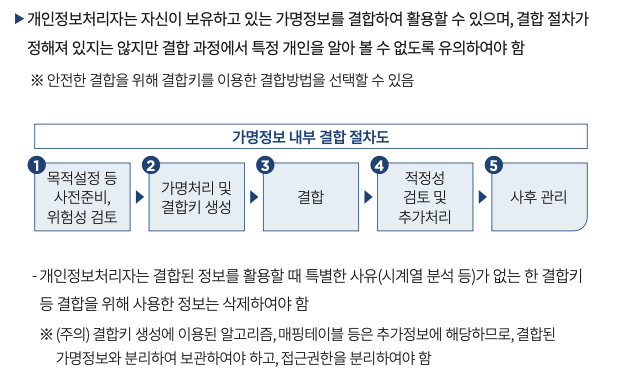 ▶개인정보처리자는 자신이 보유하고 있는 가명정보를 결합하여 활용할 수 있으며, 결합 절차가
정해져 있지는 않지만 결합 과정에서 특정 개인을 알아 볼 수 없도록 유의하여야 함
※ 안전한 결합을 위해 결합키를 이용한 결합방법을 선택할 수 있음
가명정보 내부 결합 절차도
1
목적설정 등
사전준비,
위험성 검토
2
가명처리 및
결합키 생성
3
결합
4
적정성
검토 및
추가처리
5
사후 관리
- 개인정보처리자는 결합된 정보를 활용할 때 특별한 사유(시계열 분석 등)가 없는 한 결합키
등 결합을 위해 사용한 정보는 삭제하여야 함
※ (주의) 결합키 생성에 이용된 알고리즘, 매핑테이블 등은 추가정보에 해당하므로, 결합된
가명정보와 분리하여 보관하여야 하고, 접근권한을 분리하여야 함